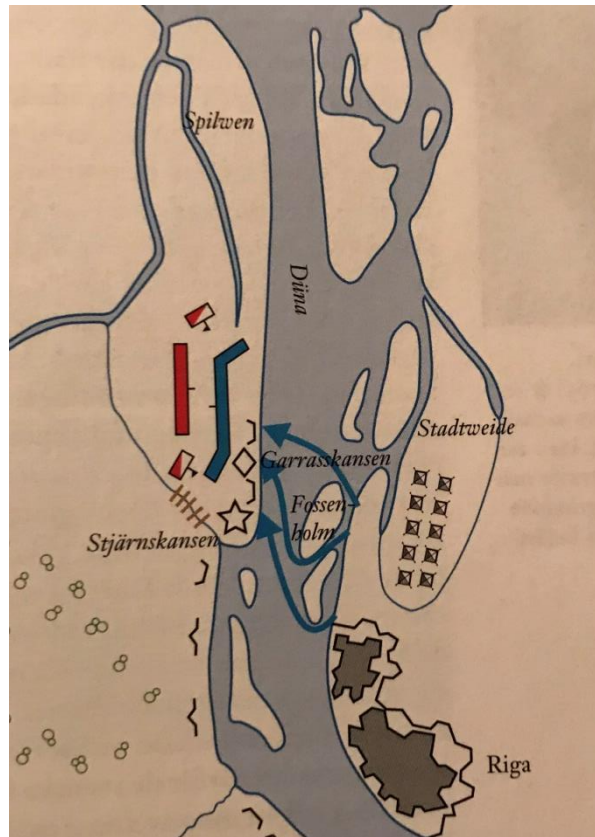 Spilwen
Düna
Stadtweide
Garrasskansen
Fossen-
holm
Stjärnskansen
Riga